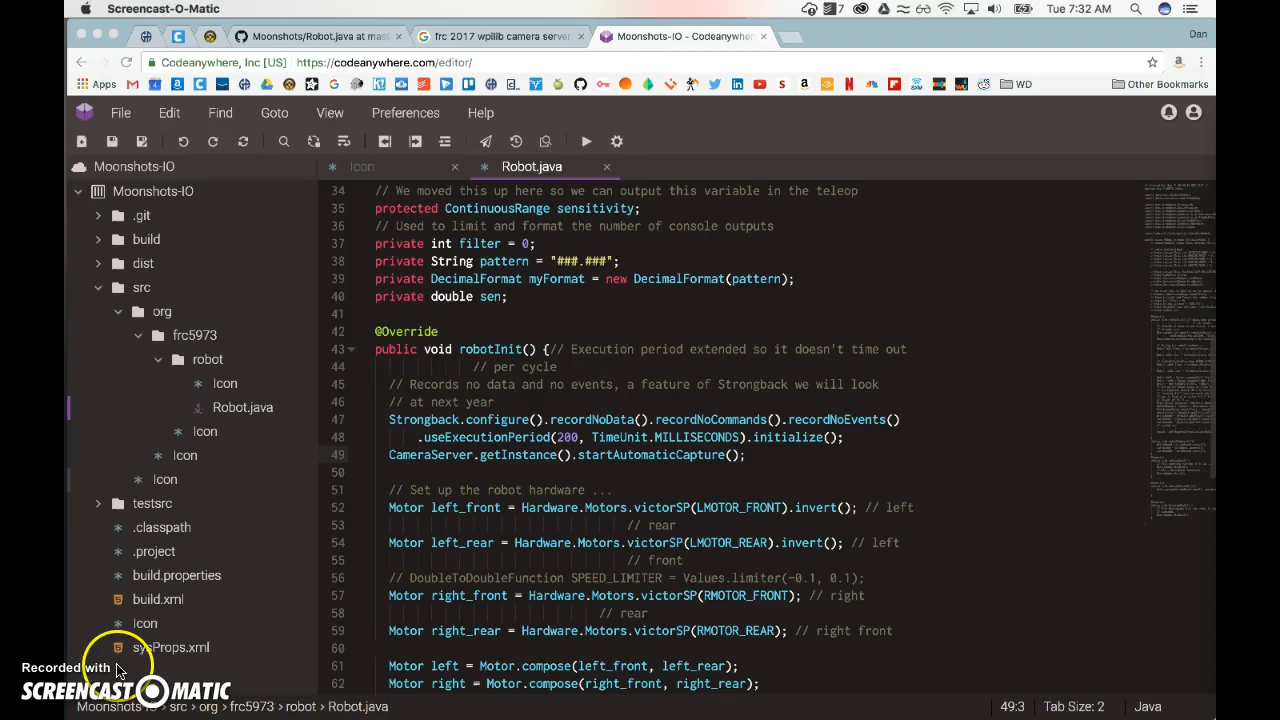 Screencast-O-Matic
7
Tue 7:32 AM
Moonshots/Robot.java at mast
frc 2017 wpilib camera server
Moonshots-IO - Codeanywhere
Dan
Codeanywhere, Inc [US]
https://codeanywhere.com/editor/
Apps
WD
Other Bookmarks
File
Edit
Find
Goto
View
Preferences
Help
Moonshots-IO
Icon
Robot.java
Moonshots-IO
.git
build
dist
src
org
frc5973
robot
Icon
Robot.java
Icon
Icon
Icon
testsrc
.classpath
.project
build.properties
build.xml
Icon
sysProps.xml
34 // We moved this up here so we can output this variable in the teleop
35 protected ContinuousRange sensitivity;
36 // Used to filter and format the number of console outputs
37 private int filter = 0;
38 private String pattern = "###.###";
39 private DecimalFormat myFormat = new DecimalFormat(pattern);
40 private double sen;
41
42 @Override
43 public void robotInit() { // Execution period extended so it doesn't time out
44 // per cycle
45 // Records no data and no events, a feature of Strongback we will look
46 // at next
47 Strongback.configure().recordNoData().recordNoCommands().recordNoEvents()
48 .useExecutionPeriod(200, TimeUnit.MILLISECONDS).initialize();
49 CameraServer.getInstance().startAutomaticCapture();
50
51 // Set up the robot hardware ...
52 Motor left_front = Hardware.Motors.victorSP(LMOTOR_FRONT).invert(); // left
53 // rear
54 Motor left_rear = Hardware.Motors.victorSP(LMOTOR_REAR).invert(); // left
55 // front
56 // DoubleToDoubleFunction SPEED_LIMITER = Values.limiter(-0.1, 0.1);
57 Motor right_front = Hardware.Motors.victorSP(RMOTOR_FRONT); // right
58 // rear
59 Motor right_rear = Hardware.Motors.victorSP(RMOTOR_REAR); // right front
60
61 Motor left = Motor.compose(left_front, left_rear);
62 Motor right = Motor.compose(right_front, right_rear);
Recorded with
SCREENCAST-O-MATIC
Moonshots-IO › src › org › frc5973 › robot › Robot.java
49:3
Tab Size: 2
Java